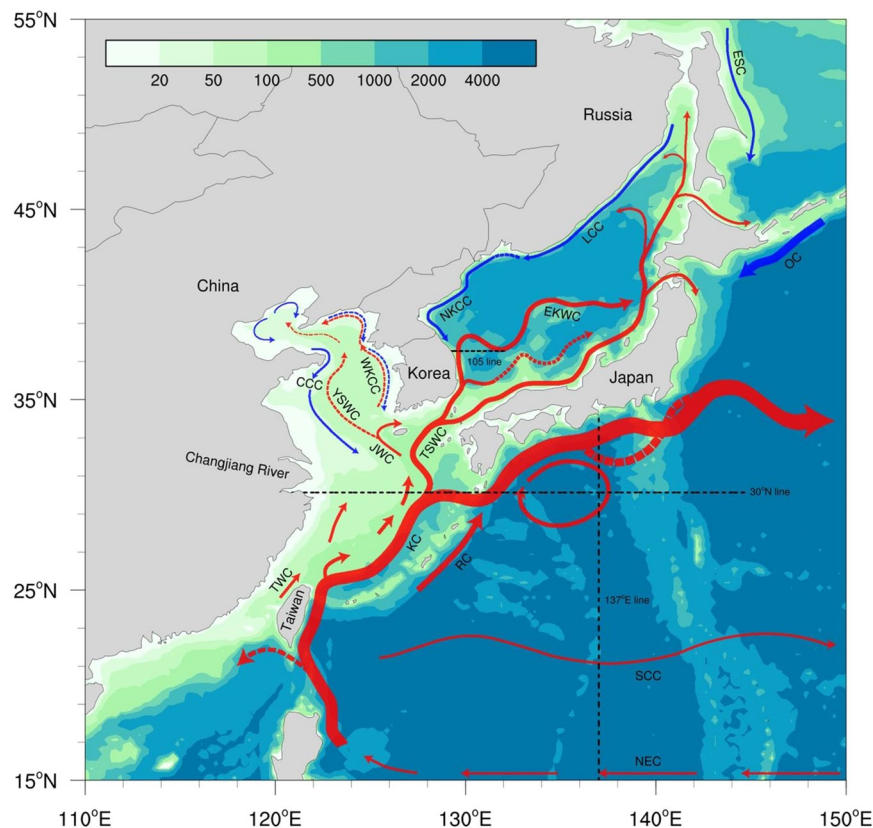 55°N
20 50 100 500 1000 2000 4000
ESC
Russia
45°N
LCC
OC
China
NKCC
EKWC
105 line
WKCC
Korea
Japan
CCC
YSWC
35°N
TSWC
JWC
Changjiang River
30°N line
KC
RC
TWC
25°N
Taiwan
137°E line
SCC
NEC
15°N
110°E 120°E 130°E 140°E 150°E